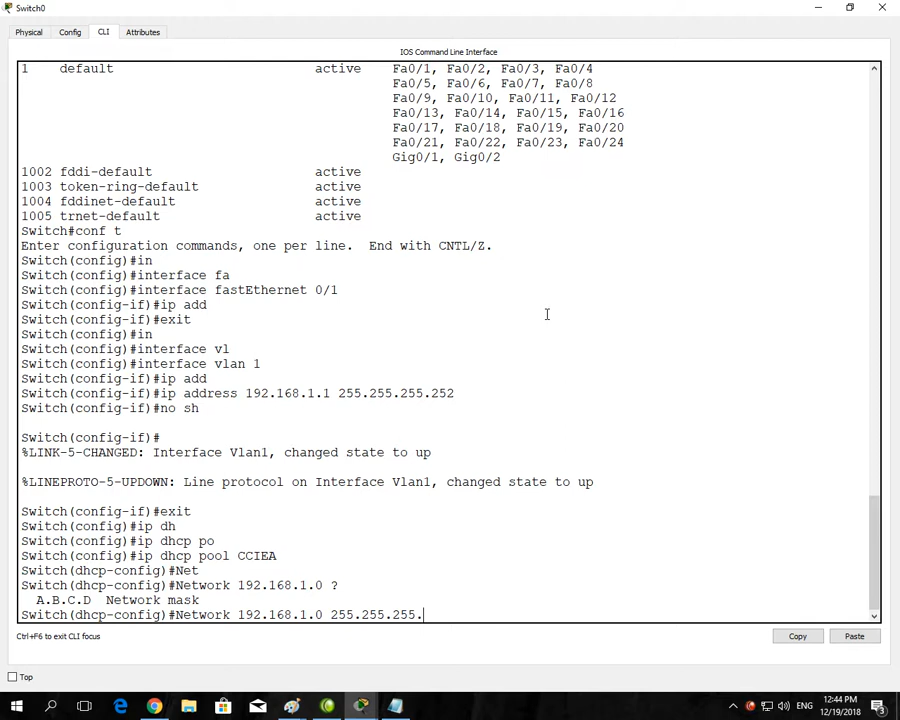 Switch0
Physical Config CLI Attributes
IOS Command Line Interface
1 default active Fa0/1, Fa0/2, Fa0/3, Fa0/4
Fa0/5, Fa0/6, Fa0/7, Fa0/8
Fa0/9, Fa0/10, Fa0/11, Fa0/12
Fa0/13, Fa0/14, Fa0/15, Fa0/16
Fa0/17, Fa0/18, Fa0/19, Fa0/20
Fa0/21, Fa0/22, Fa0/23, Fa0/24
Gig0/1, Gig0/2
1002 fddi-default active
1003 token-ring-default active
1004 fddinet-default active
1005 trnet-default active
Switch#conf t
Enter configuration commands, one per line. End with CNTL/Z.
Switch(config)#in
Switch(config)#interface fa
Switch(config)#interface fastEthernet 0/1
Switch(config-if)#ip add
Switch(config-if)#exit
Switch(config)#in
Switch(config)#interface vl
Switch(config)#interface vlan 1
Switch(config-if)#ip add
Switch(config-if)#ip address 192.168.1.1 255.255.255.252
Switch(config-if)#no sh
Switch(config-if)#
%LINK-5-CHANGED: Interface Vlan1, changed state to up
%LINEPROTO-5-UPDOWN: Line protocol on Interface Vlan1, changed state to up
Switch(config-if)#exit
Switch(config)#ip dh
Switch(config)#ip dhcp po
Switch(config)#ip dhcp pool CCIEA
Switch(dhcp-config)#Net
Switch(dhcp-config)#Network 192.168.1.0 ?
A.B.C.D Network mask
Switch(dhcp-config)#Network 192.168.1.0 255.255.255.
Ctrl+F6 to exit CLI focus
Copy Paste
Top
ENG
12:44 PM
12/19/2018
3